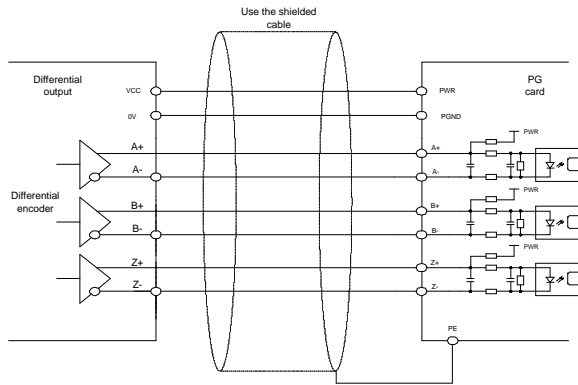 Use the shielded
cable
Differential
output
VCC
PWR
PG
card
0V
PGND
PWR
A+
A+
A-
A-
PWR
Differential
encoder
B+
B+
B-
B-
PWR
Z+
Z+
Z-
Z-
PE